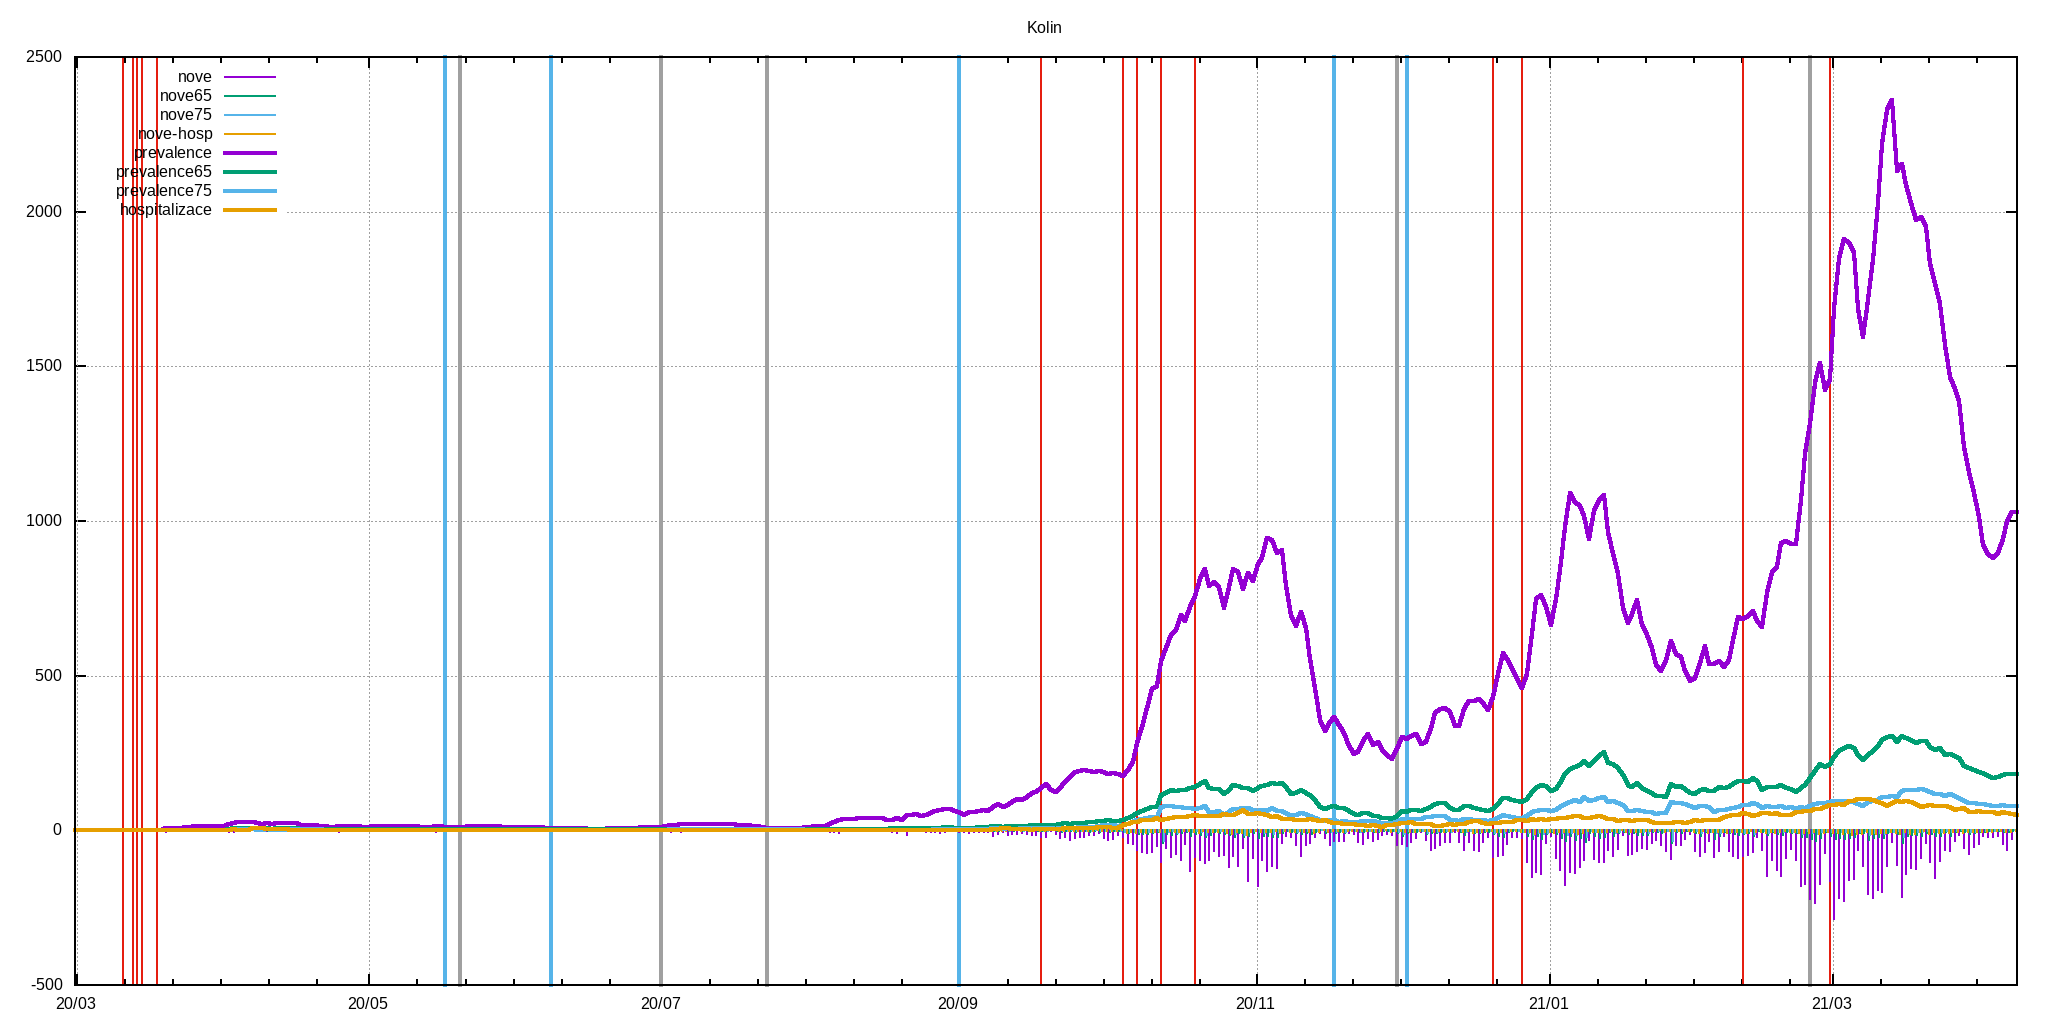 Kolin
2500
nove
nove65
nove75
nove-hosp
prevalence
prevalence65
prevalence75
hospitalizace
2000
1500
1000
500
0
-500
20/03 20/05 20/07 20/09 20/11 21/01 21/03